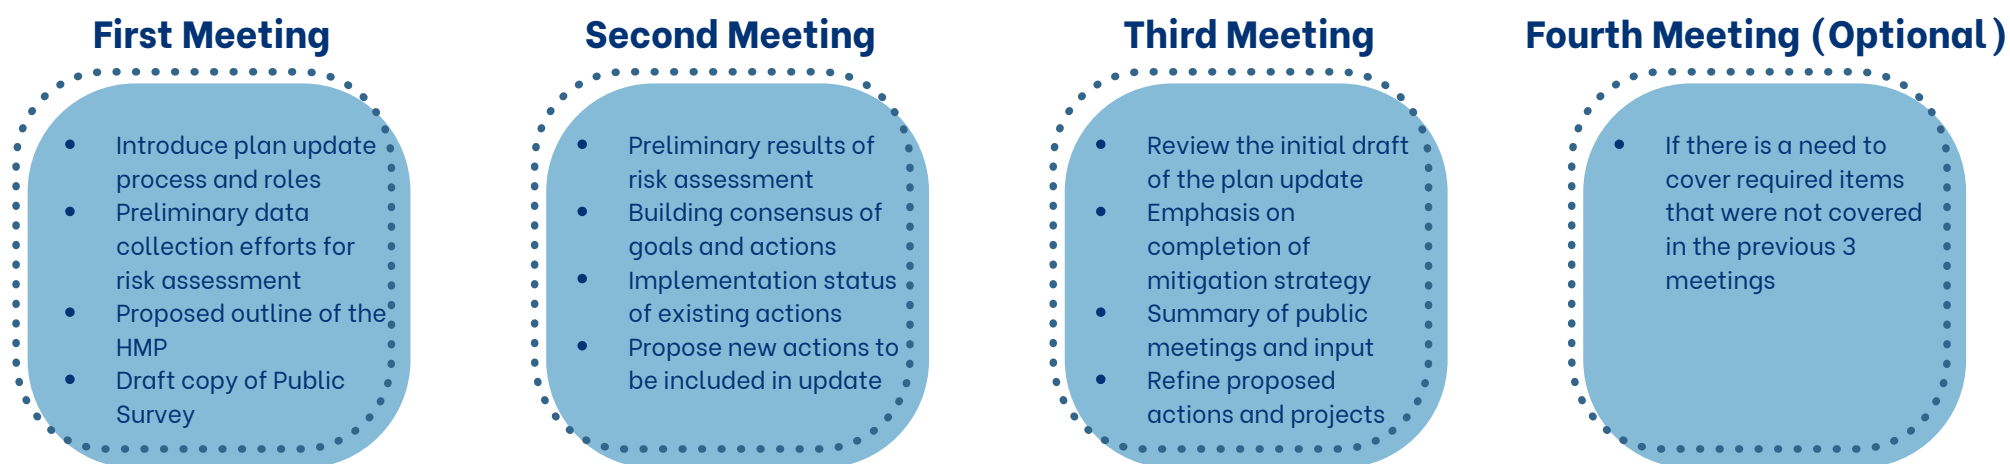 First Meeting
• Introduce plan update
process and roles
• Preliminary data
collection efforts for
risk assessment
• Proposed outline of the
HMP
• Draft copy of Public
Survey
Second Meeting
• Preliminary results of
risk assessment
• Building consensus of
goals and actions
• Implementation status
of existing actions
• Propose new actions to
be included in update
Third Meeting
• Review the initial draft
of the plan update
• Emphasis on
completion of
mitigation strategy
• Summary of public
meetings and input
• Refine proposed
actions and projects
Fourth Meeting (Optional)
• If there is a need to
cover required items
that were not covered
in the previous 3
meetings